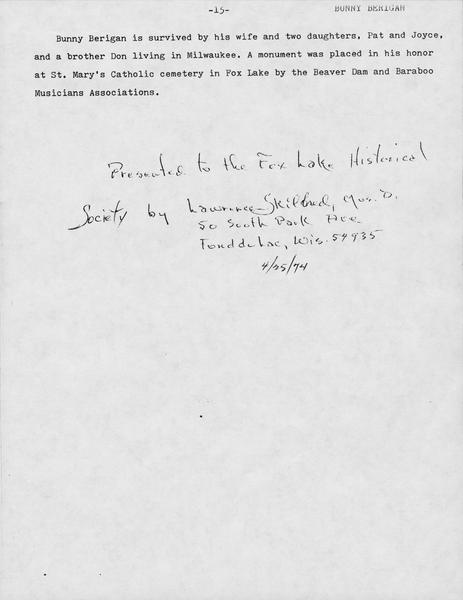 -15-
BUNNY BERIGAN
Bunny Berigan is survived by his wife and two daughters, Pat and Joyce,
and a brother Don living in Milwaukee. A monument was placed in his honor
at St. Mary's Catholic cemetery in Fox Lake by the Beaver Dam and Baraboo
Musicians Associations.
Presented to the Fox Lake Historical
Society by Lawrence Skilbred, Mus. D.
50 South Park Ave
Fond du Lac, Wis. 54935
4/25/74